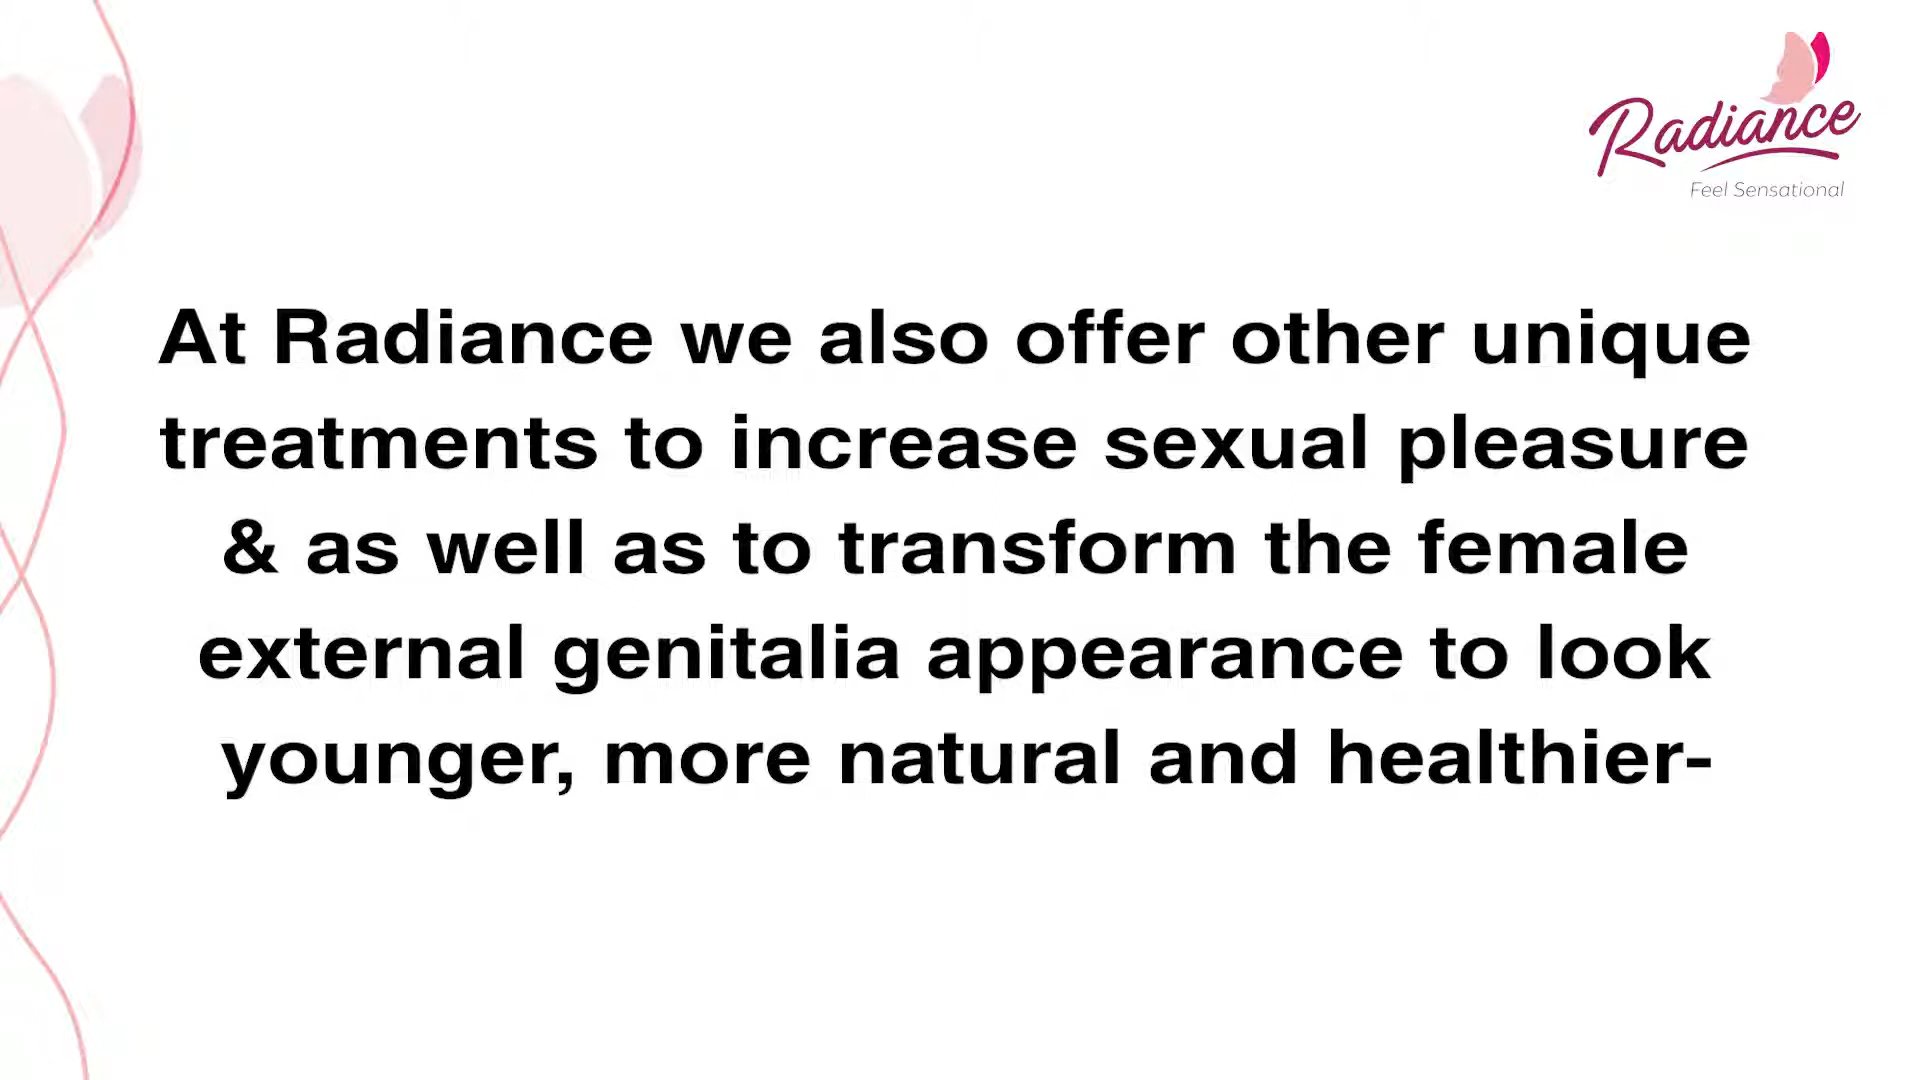 Radiance
Feel Sensational
At Radiance we also offer other unique
treatments to increase sexual pleasure
& as well as to transform the female
external genitalia appearance to look
younger, more natural and healthier-